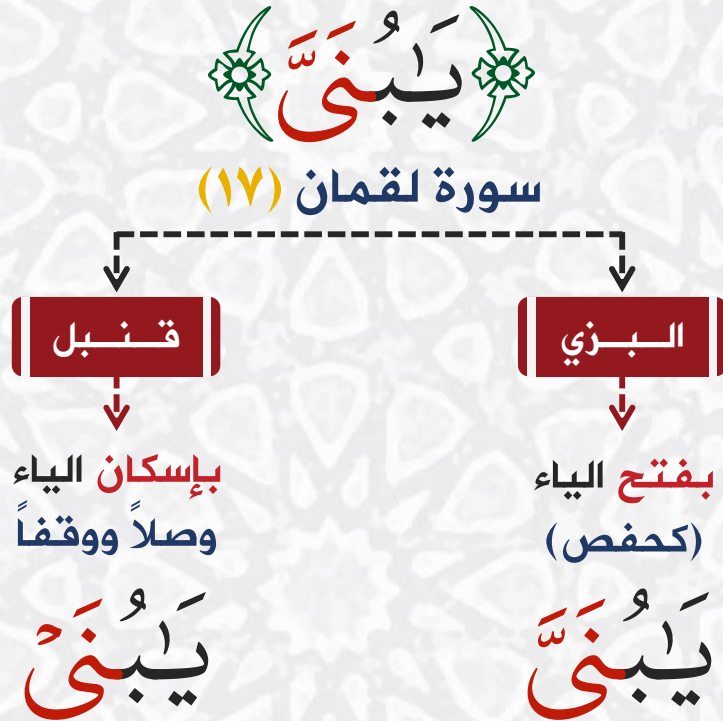 ﴿يَـٰبُنَىَّ﴾
سورة لقمان (١٧)
البزي
بفتح الياء
(كحفص)
يَـٰبُنَىَّ
قنبل
بإسكان الياء
وصلاً ووقفاً
يَـٰبُنَىۡ